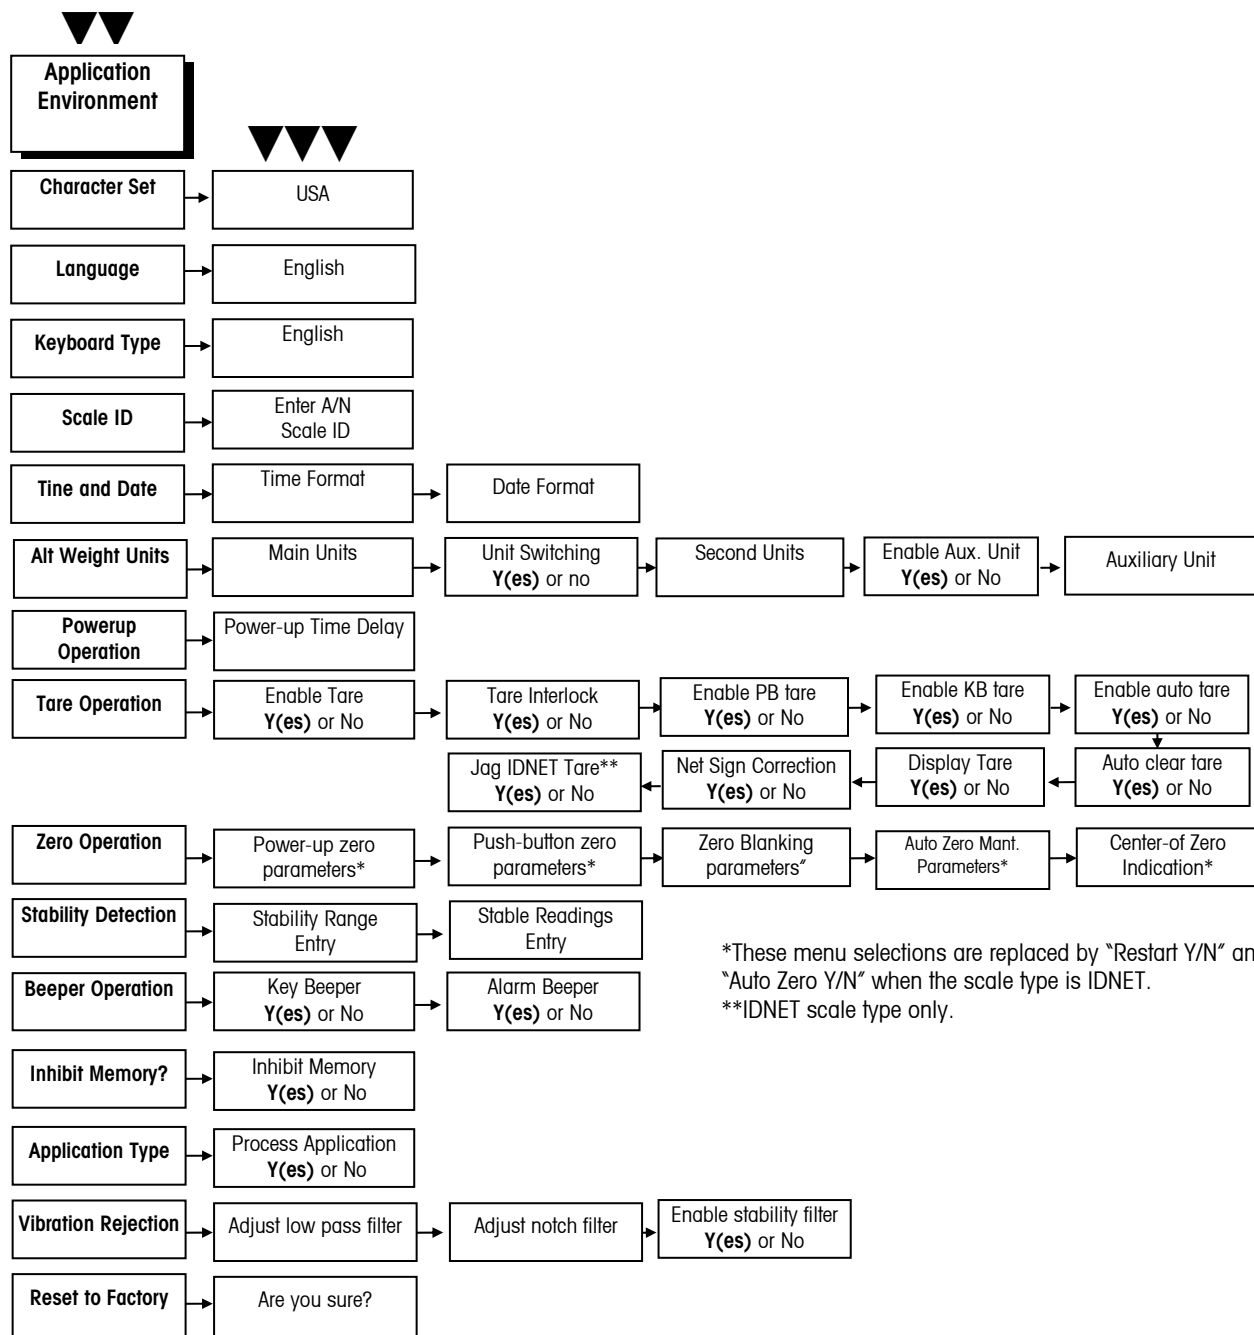 Application
Environment
Character Set
USA
Language
English
Keyboard Type
English
Scale ID
Enter A/N
Scale ID
Tine and Date
Time Format
Date Format
Alt Weight Units
Main Units
Unit Switching
Y(es) or no
Second Units
Enable Aux. Unit
Y(es) or No
Auxiliary Unit
Powerup
Operation
Power-up Time Delay
Tare Operation
Enable Tare
Y(es) or No
Tare Interlock
Y(es) or No
Enable PB tare
Y(es) or No
Enable KB tare
Y(es) or No
Enable auto tare
Y(es) or No
Auto clear tare
Y(es) or No
Display Tare
Y(es) or No
Net Sign Correction
Y(es) or No
Jag IDNET Tare**
Y(es) or No
Zero Operation
Power-up zero
parameters*
Push-button zero
parameters*
Zero Blanking
parameters″
Auto Zero Mant.
Parameters*
Center-of Zero
Indication*
Stability Detection
Stability Range
Entry
Stable Readings
Entry
*These menu selections are replaced by ‶Restart Y/N″ an
‶Auto Zero Y/N″ when the scale type is IDNET.
**IDNET scale type only.
Beeper Operation
Key Beeper
Y(es) or No
Alarm Beeper
Y(es) or No
Inhibit Memory?
Inhibit Memory
Y(es) or No
Application Type
Process Application
Y(es) or No
Vibration Rejection
Adjust low pass filter
Adjust notch filter
Enable stability filter
Y(es) or No
Reset to Factory
Are you sure?